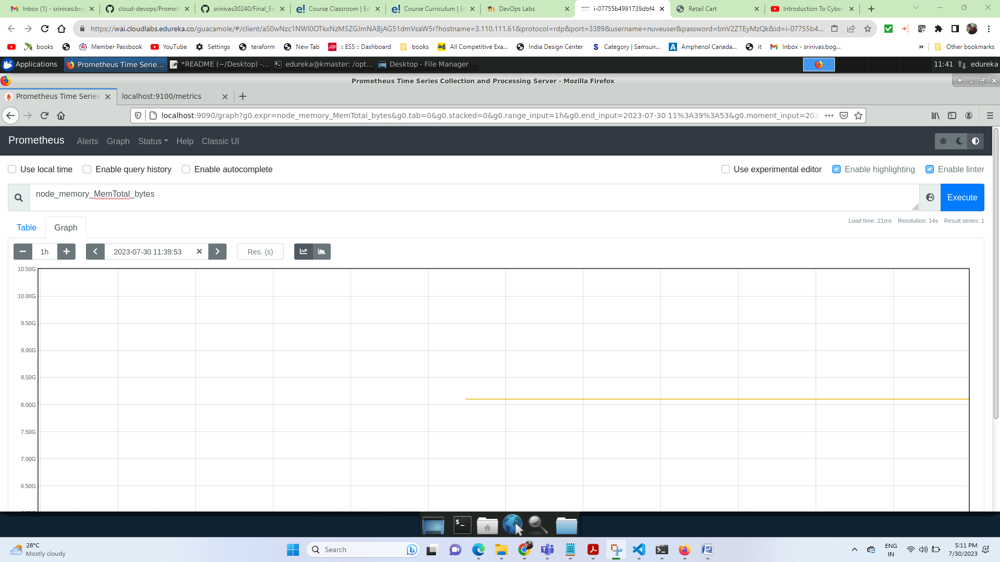 Inbox (1) - srinivas.bog
cloud-devops/Promet
srinivas30240/Final_Ed
Course Classroom | Ed
Course Curriculum | Ed
DevOps Labs
i-07755b4991739dbf4
Retail Cart
Introduction To Cyber
https://wai.cloudlabs.edureka.co/guacamole/#/client/aS0wNzc1NWI0OTkxNzM5ZGJmNABjAG51dmVsaW5r?hostname=3.110.111.61&protocol=rdp&port=3389&username=nuveuser&password=bnV2ZTEyMzQk&id=i-07755b4...
books
Member Passbook
YouTube
Settings
teraform
New Tab
:: ESS :: Dashboard
books
All Competitive Exa...
India Design Center
Category | Samsun...
Amphenol Canada...
it
Inbox - srinivas.bog...
»
Other bookmarks
Applications
Prometheus Time Serie...
*README (~/Desktop) -...
edureka@kmaster: /opt...
Desktop - File Manager
11:41
edureka
Prometheus Time Series Collection and Processing Server - Mozilla Firefox
Prometheus Time Series
localhost:9100/metrics
localhost:9090/graph?g0.expr=node_memory_MemTotal_bytes&g0.tab=0&g0.stacked=0&g0.range_input=1h&g0.end_input=2023-07-30 11%3A39%3A53&g0.moment_input=202
Prometheus
Alerts
Graph
Status
Help
Classic UI
Use local time
Enable query history
Enable autocomplete
Use experimental editor
Enable highlighting
Enable linter
node_memory_MemTotal_bytes
Execute
Table
Graph
Load time: 21ms
Resolution: 14s
Result series: 1
1h
2023-07-30 11:39:53
Res. (s)
10.50G
10.00G
9.50G
9.00G
8.50G
8.00G
7.50G
7.00G
6.50G
28°C
Mostly cloudy
Search
ENG
IN
5:11 PM
7/30/2023